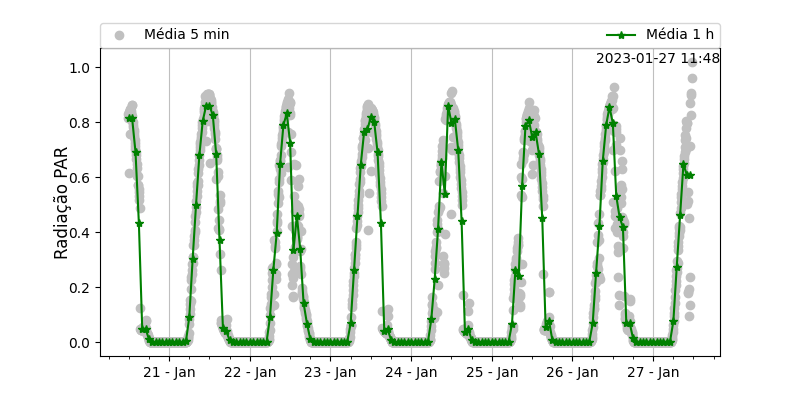 Média 5 min
Média 1 h
2023-01-27 11:48
Radiação PAR
1.0
0.8
0.6
0.4
0.2
0.0
21 - Jan
22 - Jan
23 - Jan
24 - Jan
25 - Jan
26 - Jan
27 - Jan